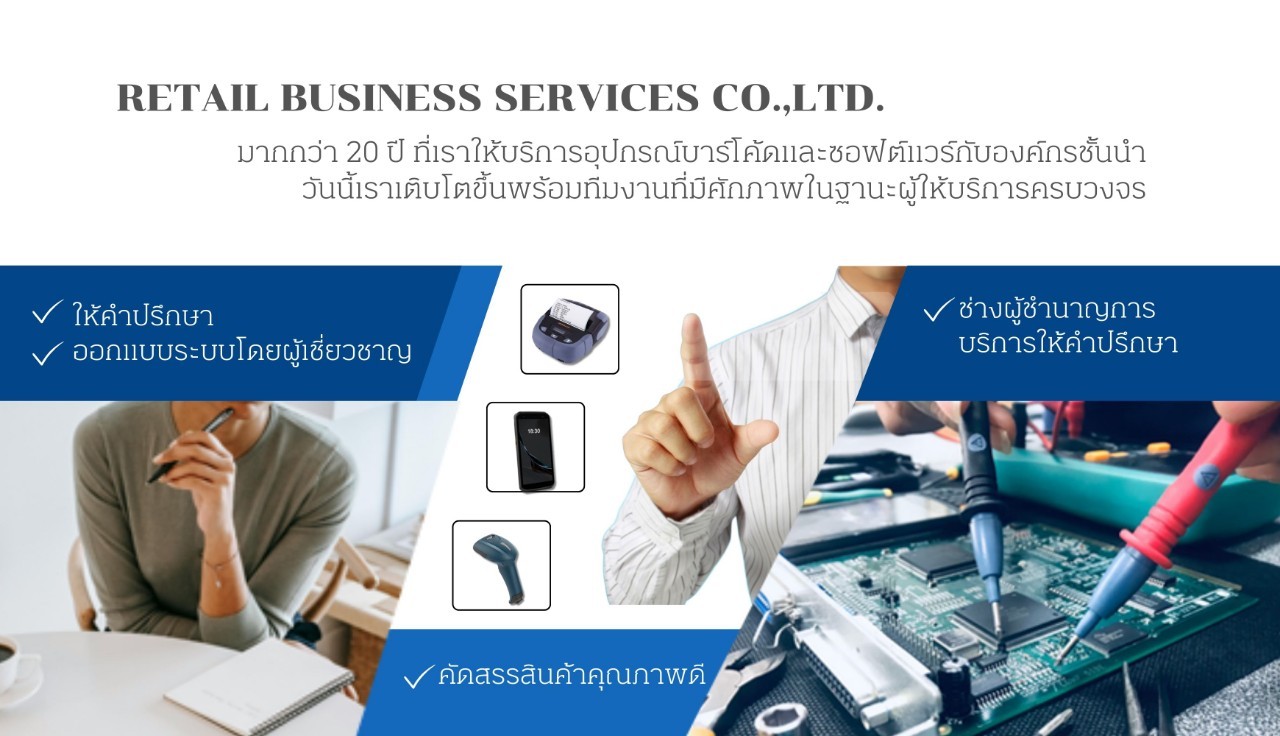 RETAIL BUSINESS SERVICES CO.,LTD.
มากกว่า 20 ปี ที่เราให้บริการอุปกรณ์บาร์โค้ดและซอฟต์แวร์กับองค์กรชั้นนำ
วันนี้เราเติบโตขึ้นพร้อมทีมงานที่มีศักภาพในฐานะผู้ให้บริการครบวงจร
ให้คำปรึกษา
ออกแบบระบบโดยผู้เชี่ยวชาญ
ช่างผู้ชำนาญการ
บริการให้คำปรึกษา
10:30
คัดสรรสินค้าคุณภาพดี